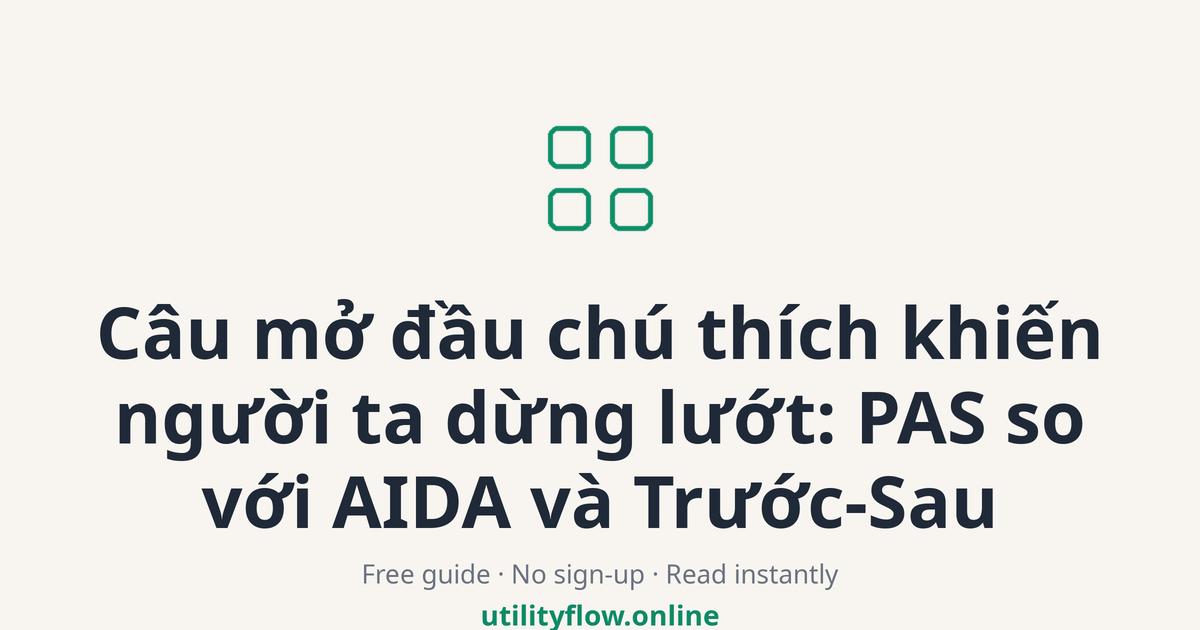 Câu mở đầu chú thích khiến
người ta dừng lướt: PAS so
với AIDA và Trước-Sau
Free guide · No sign-up · Read instantly
utilityflow.online